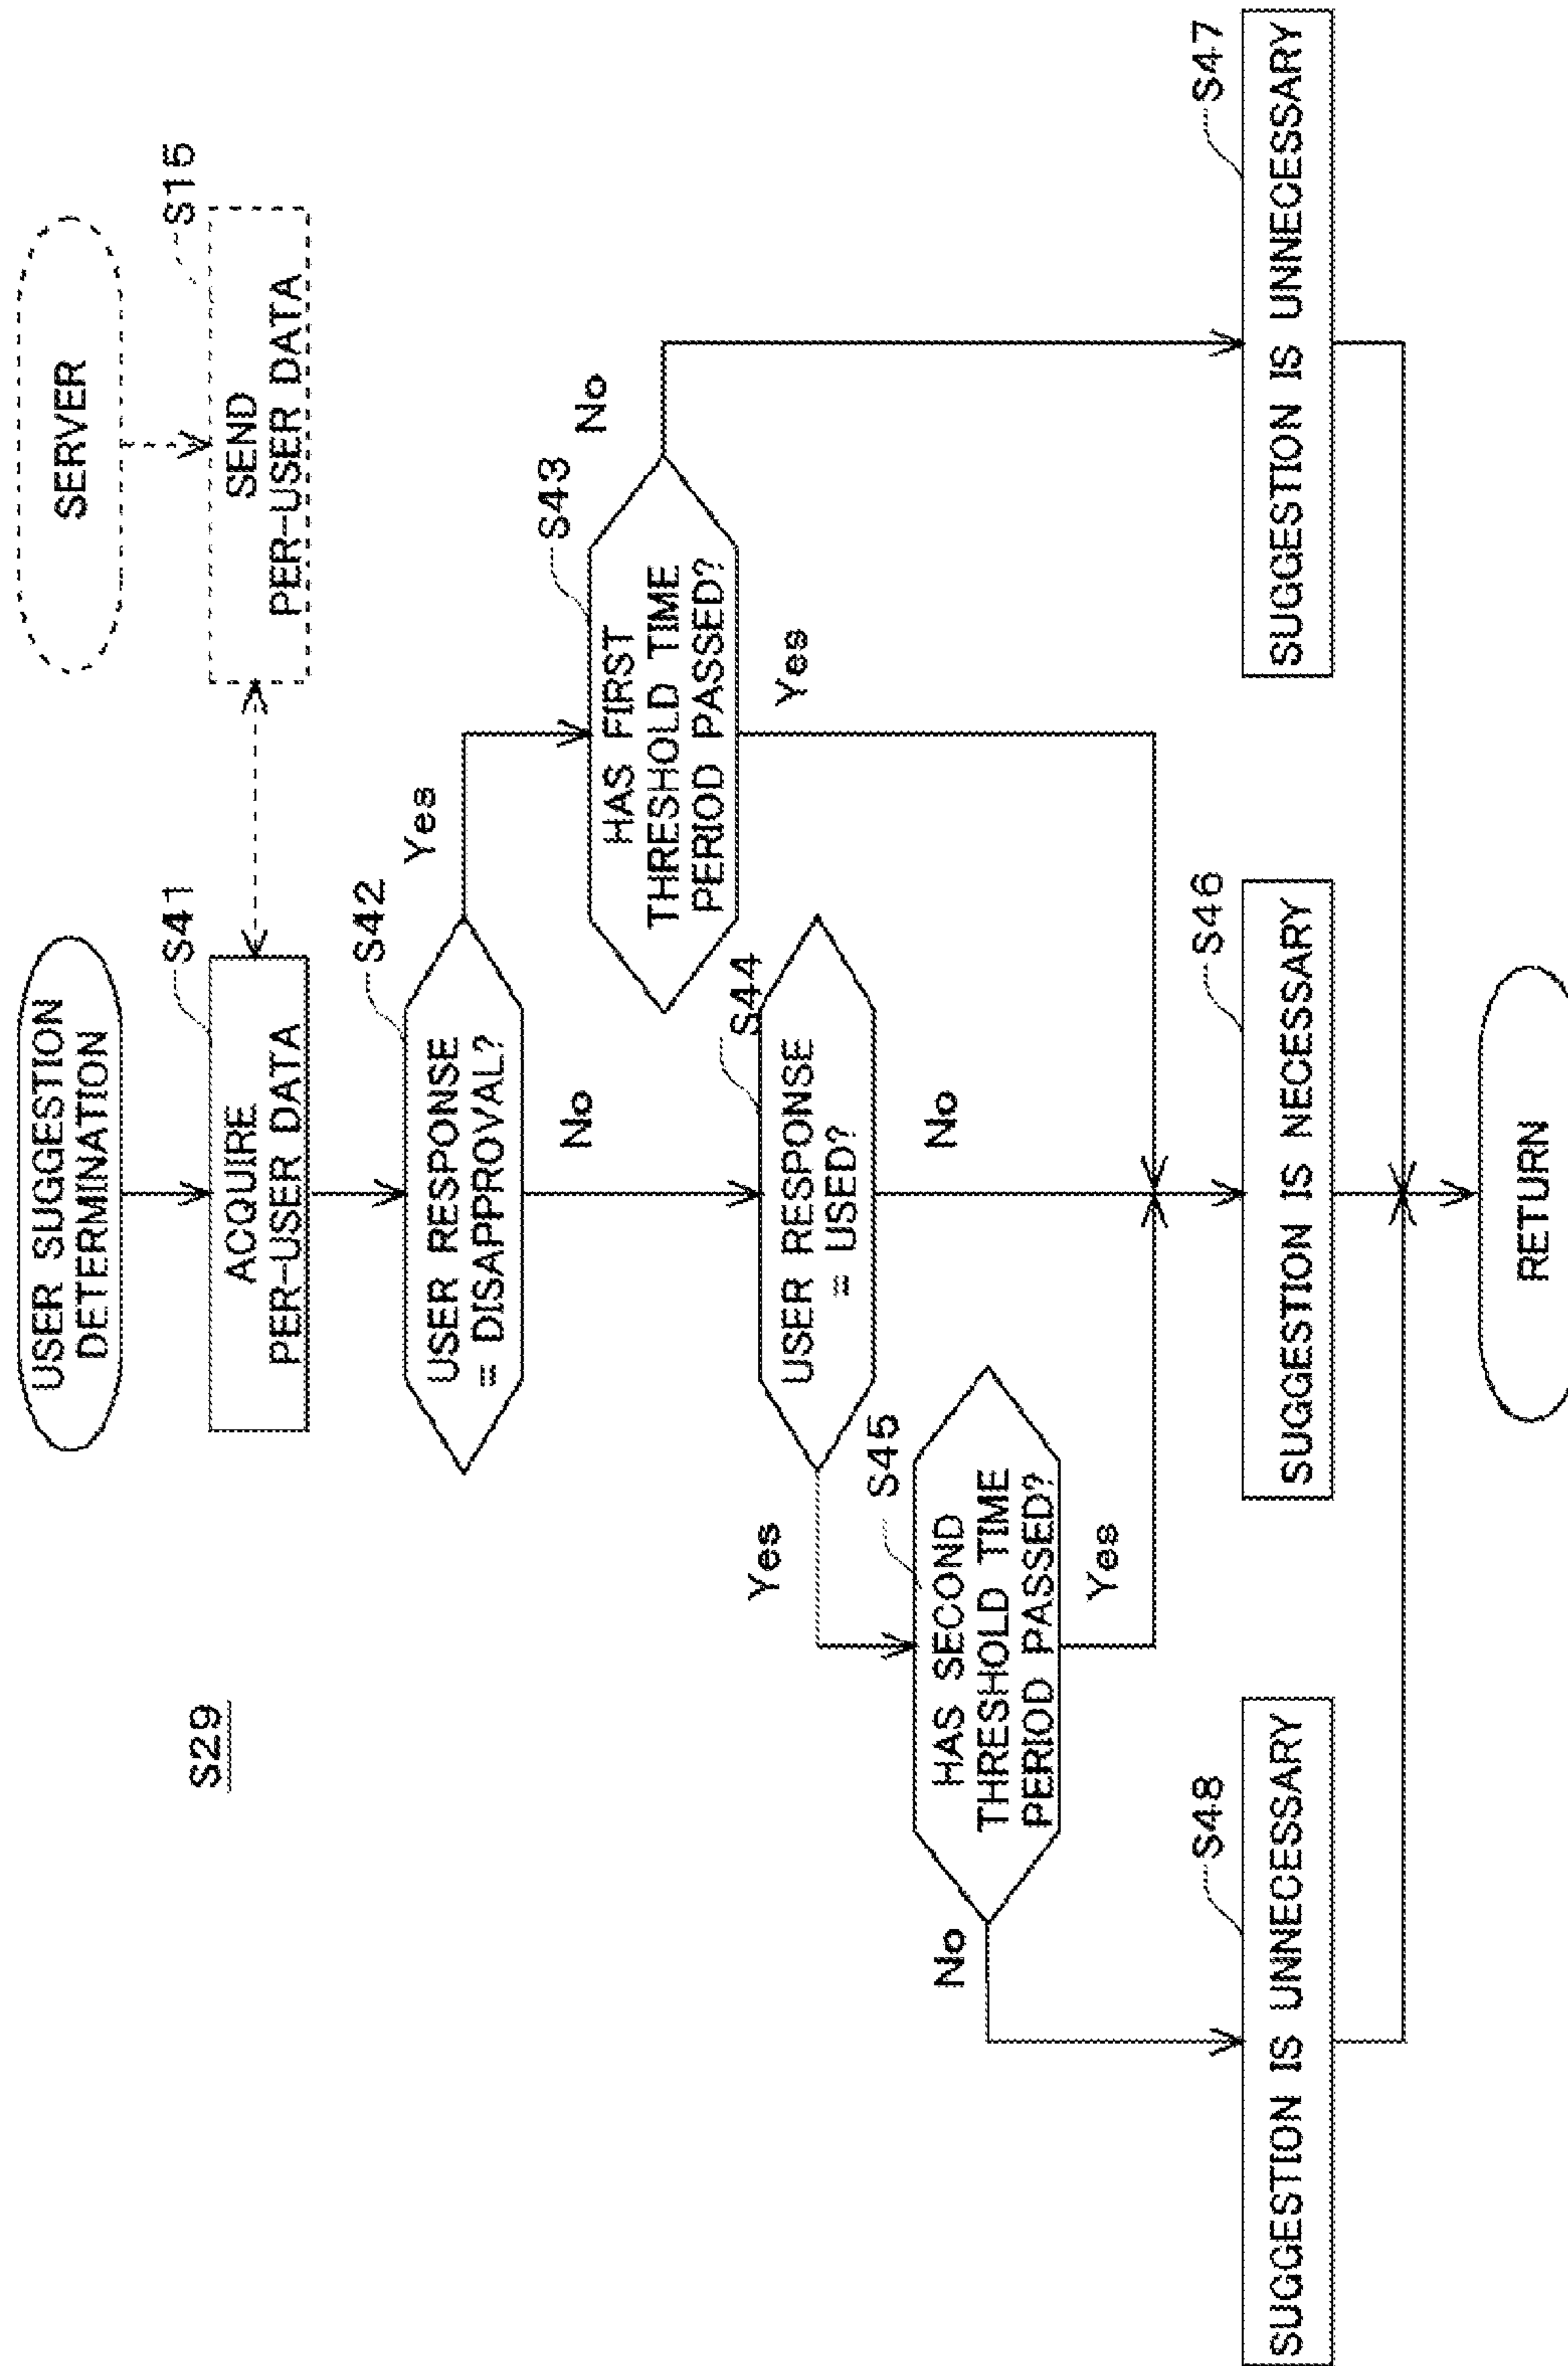 S29
USER SUGGESTION
DETERMINATION
SERVER
S41
ACQUIRE
PER-USER DATA
S15
SEND
PER-USER DATA
S42
USER RESPONSE
= DISAPPROVAL?
Yes
No
S43
HAS FIRST
THRESHOLD TIME
PERIOD PASSED?
No
Yes
S44
USER RESPONSE
= USED?
Yes
No
S45
HAS SECOND
THRESHOLD TIME
PERIOD PASSED?
No
Yes
S48
SUGGESTION IS UNNECESSARY
S46
SUGGESTION IS NECESSARY
S47
SUGGESTION IS UNNECESSARY
RETURN